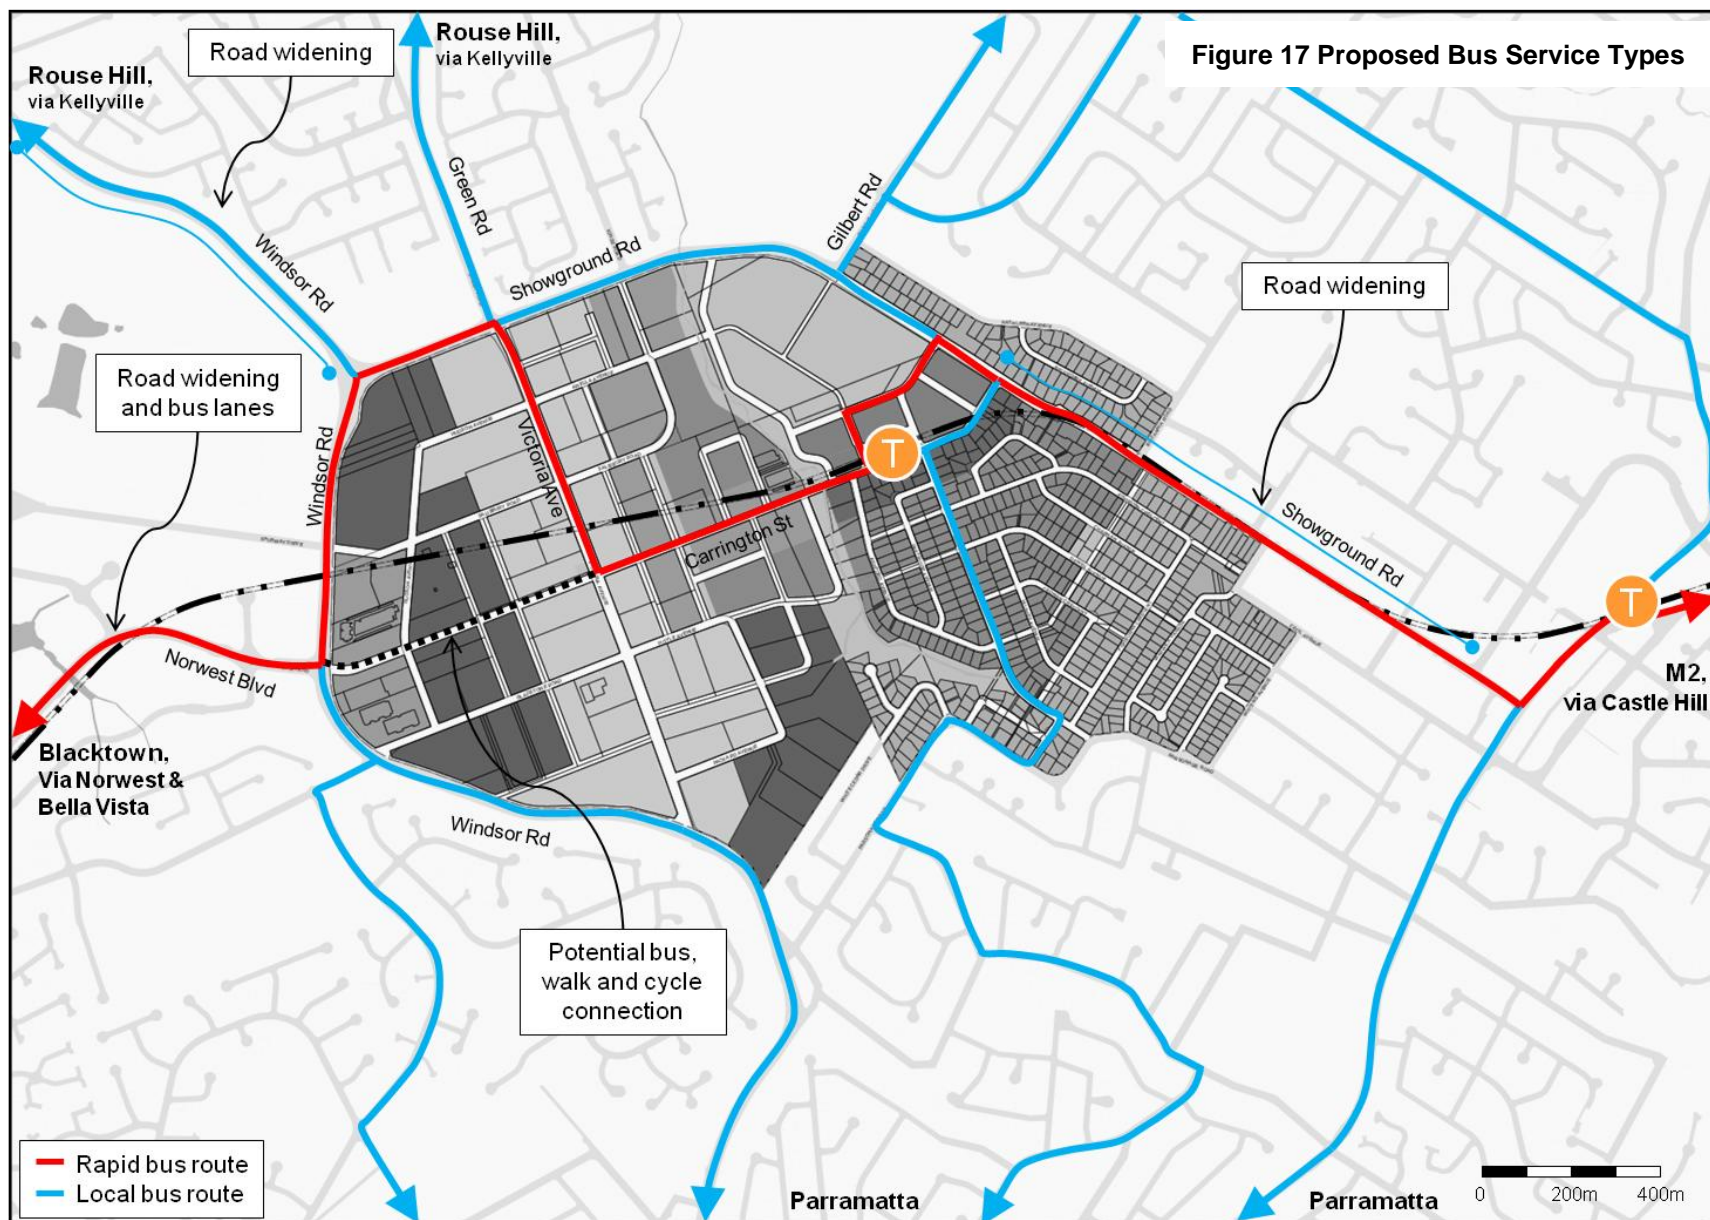 Figure 17 Proposed Bus Service Types
Road widening
Rouse Hill,
via Kellyville
Rouse Hill,
via Kellyville
Green Rd
Gilbert Rd
Windsor Rd
Showground Rd
Road widening
Road widening
and bus lanes
Windsor Rd
Victoria Ave
Carrington St
T
Showground Rd
T
Norwest Blvd
M2,
via Castle Hill
Blacktown,
Via Norwest &
Bella Vista
Windsor Rd
Potential bus,
walk and cycle
connection
Rapid bus route
Local bus route
Parramatta
Parramatta
0 200m 400m